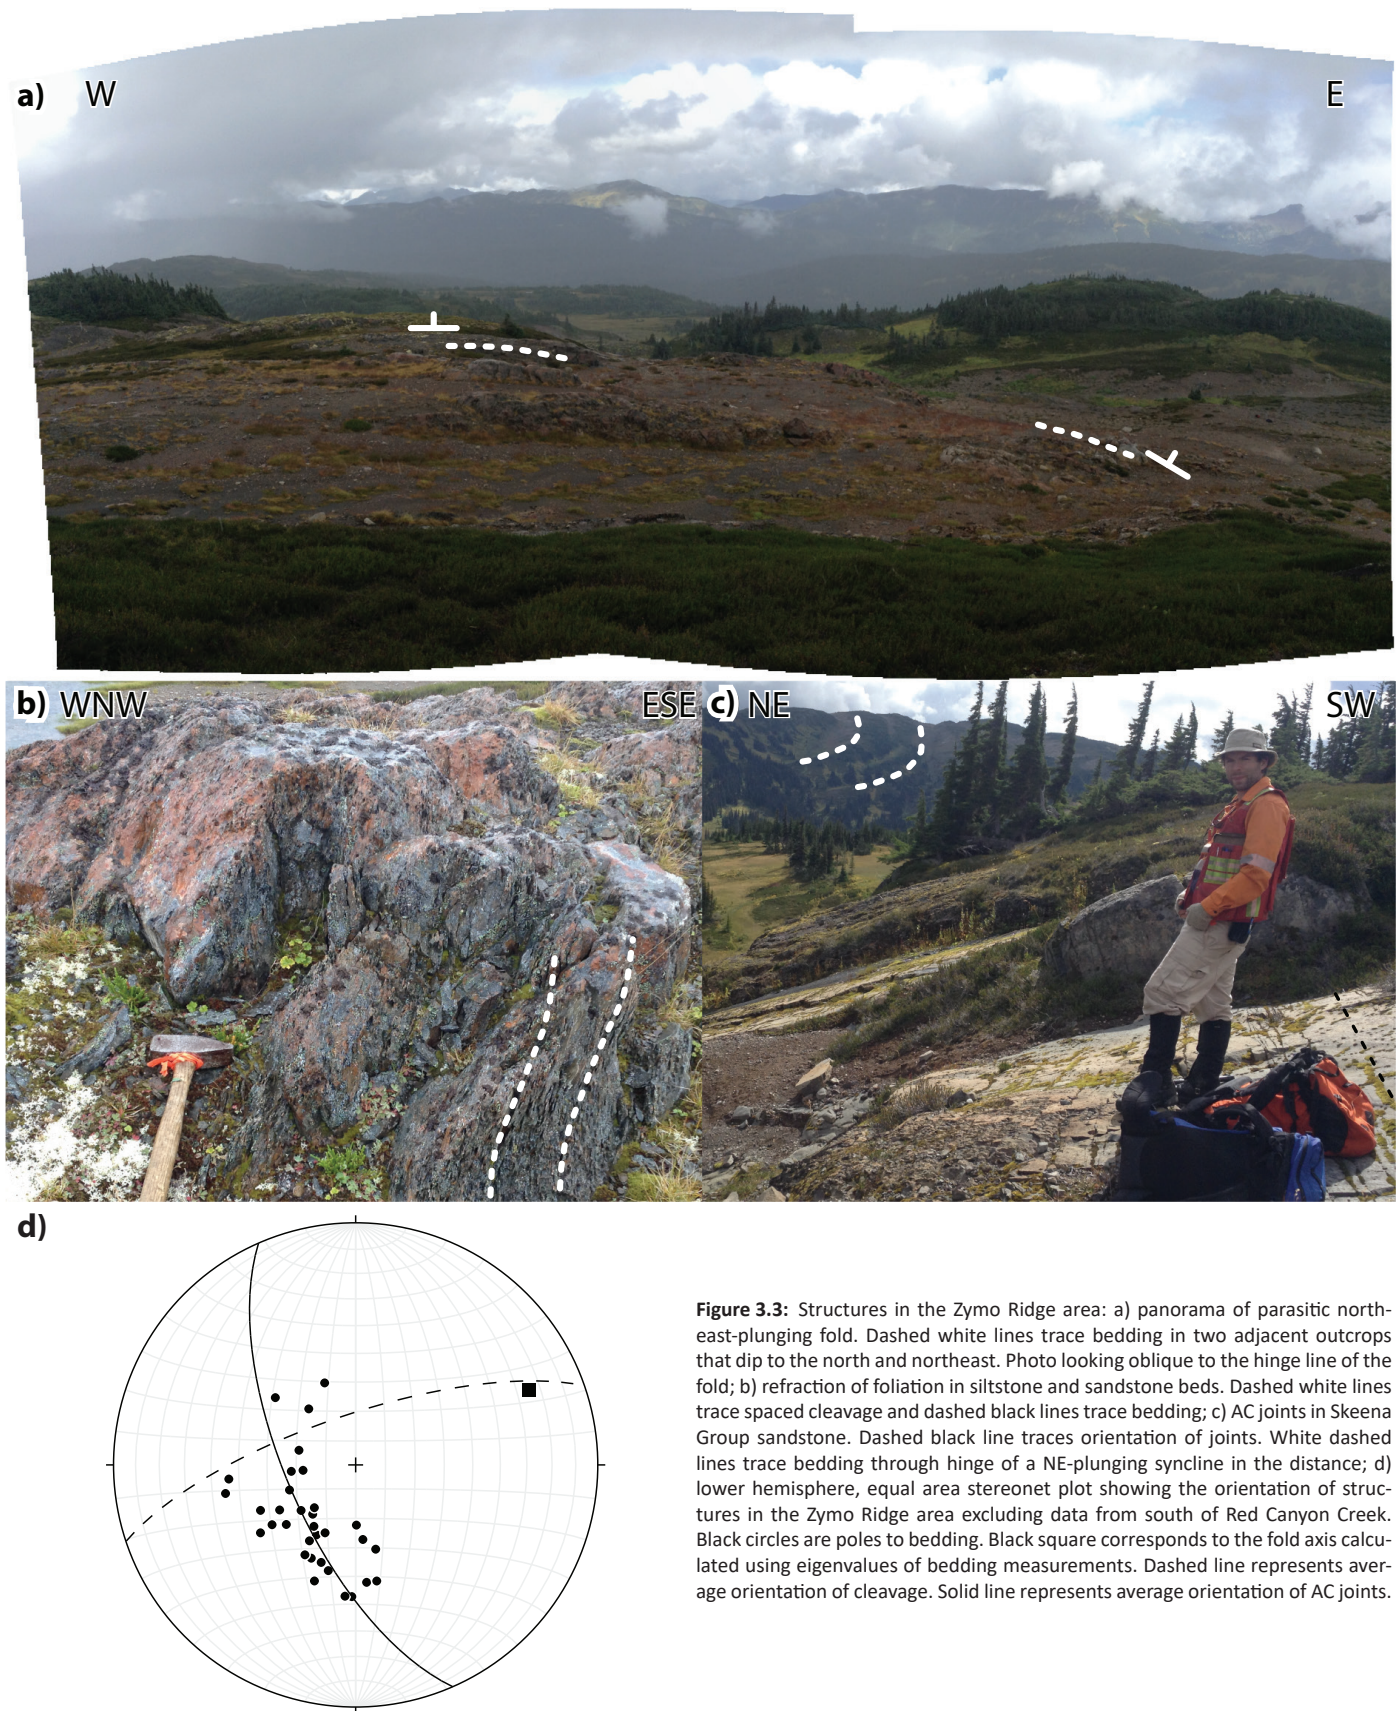 a) W E
b) WNW ESE c) NE SW
d)
Figure 3.3: Structures in the Zymo Ridge area: a) panorama of parasitic north-
east-plunging fold. Dashed white lines trace bedding in two adjacent outcrops
that dip to the north and northeast. Photo looking oblique to the hinge line of the
fold; b) refraction of foliation in siltstone and sandstone beds. Dashed white lines
trace spaced cleavage and dashed black lines trace bedding; c) AC joints in Skeena
Group sandstone. Dashed black line traces orientation of joints. White dashed
lines trace bedding through hinge of a NE-plunging syncline in the distance; d)
lower hemisphere, equal area stereonet plot showing the orientation of struc-
tures in the Zymo Ridge area excluding data from south of Red Canyon Creek.
Black circles are poles to bedding. Black square corresponds to the fold axis calcu-
lated using eigenvalues of bedding measurements. Dashed line represents aver-
age orientation of cleavage. Solid line represents average orientation of AC joints.